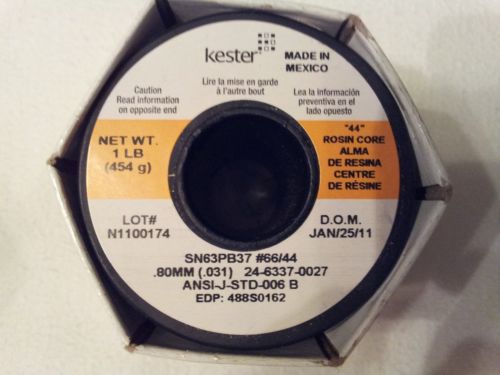 kester
MADE IN
MEXICO
Caution
Read information
on opposite end
Lire la mise en garde
à l'autre bout
Lea la información
preventiva en el
lado opuesto
NET WT.
1 LB
(454 g)
"44"
ROSIN CORE
ALMA
DE RESINA
CENTRE
DE RÉSINE
LOT#
N1100174
D.O.M.
JAN/25/11
SN63PB37 #66/44
.80MM (.031) 24-6337-0027
ANSI-J-STD-006 B
EDP: 488S0162